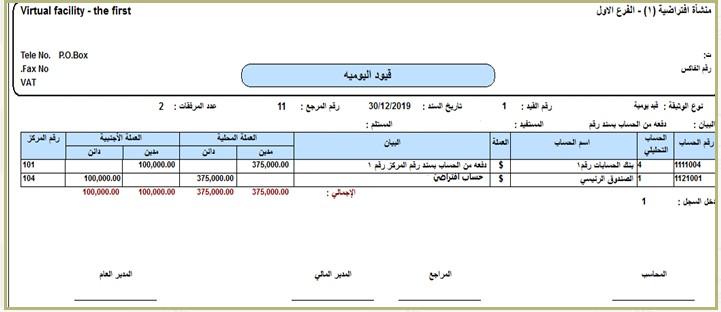 Virtual facility - the first
منشأة افتراضية (١) - الفرع الاول
Tele No. P.O.Box
ت:
.Fax No
رقم الفاكس
VAT
قيود اليوميه
نوع الوثيقة : قيد يومية رقم القيد : 1 تاريخ السند : 30/12/2019 رقم المرجع : 11 عدد المرفقات : 2
البيان : دفعه من الحساب بسند رقم المستفيد : المستلم :
رقم الحساب الحساب التحليلي اسم الحساب العملة البيان العملة المحلية العملة الأجنبية رقم المركز
مدين دائن مدين دائن
1111004 4 بنك الحسابات رقم١ $ دفعه من الحساب بسند رقم المركز رقم ١ 375,000.00 100,000.00 101
1121001 1 الصندوق الرئيسي $ حساب افتراضي 375,000.00 100,000.00 104
الإجمالي : 375,000.00 375,000.00 100,000.00 100,000.00
دخل السجل : 1
المحاسب المراجع المدير المالي المدير العام